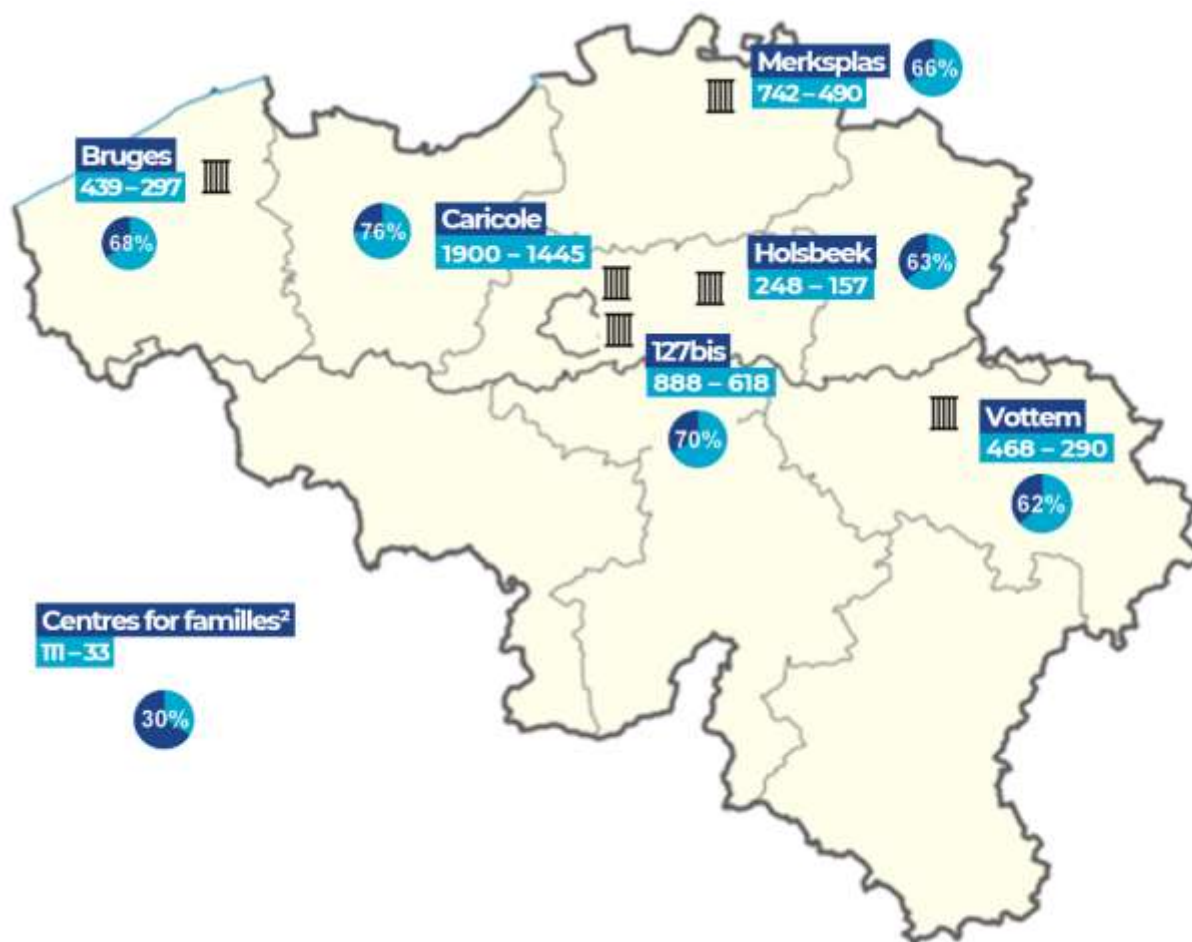 Merksplas
742 – 490
66%
Bruges
439 – 297
68%
76%
Caricole
1900 – 1445
Holsbeek
248 – 157
63%
127bis
888 – 618
70%
Vottem
468 – 290
62%
Centres for familles²
111 – 33
30%